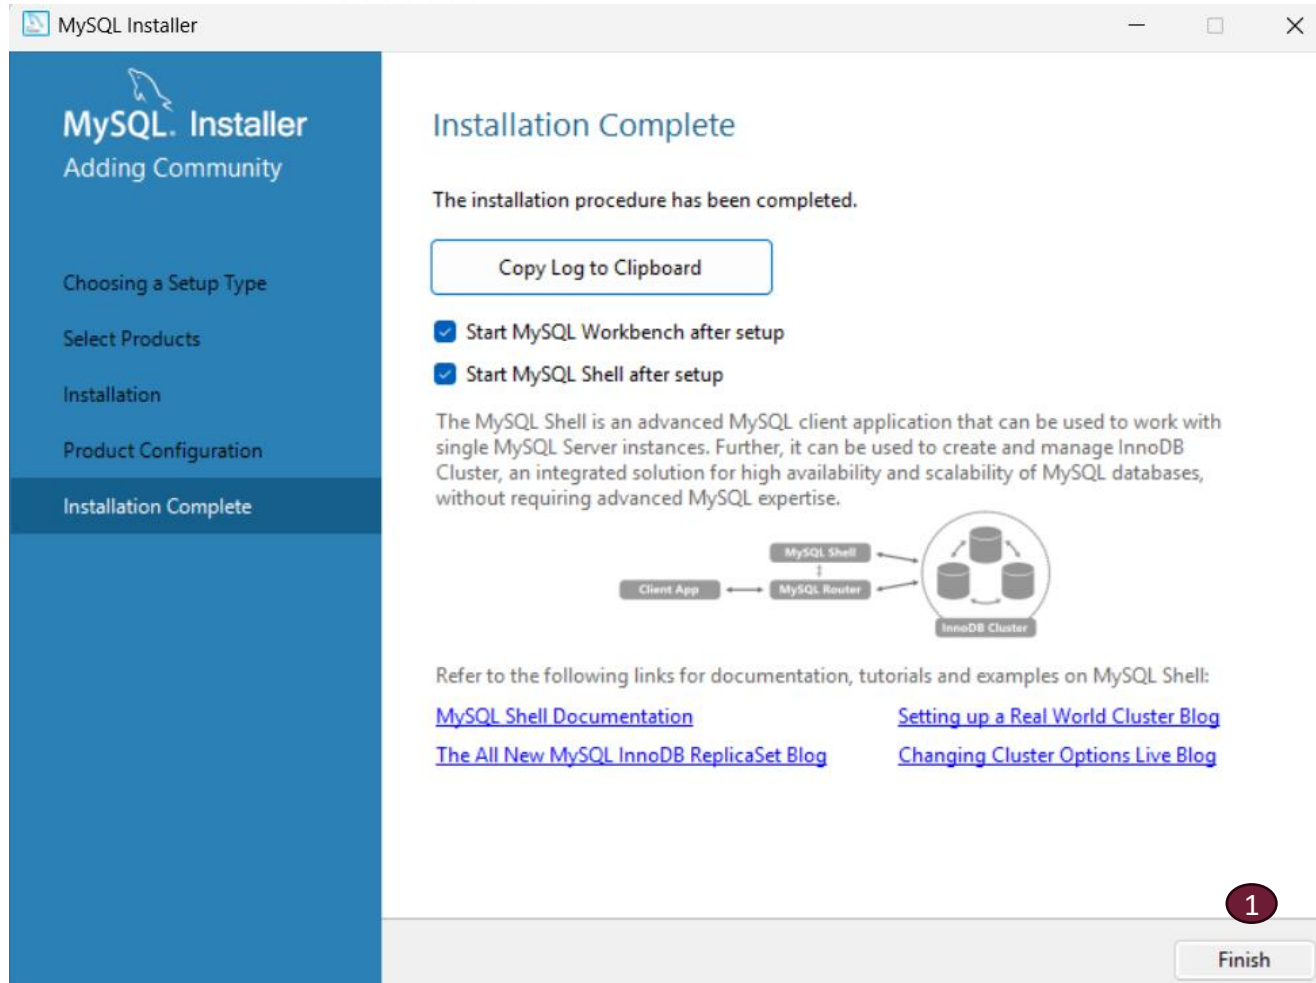 MySQL Installer
MySQL. Installer
Adding Community
Choosing a Setup Type
Select Products
Installation
Product Configuration
Installation Complete
Installation Complete
The installation procedure has been completed.
Copy Log to Clipboard
Start MySQL Workbench after setup
Start MySQL Shell after setup
The MySQL Shell is an advanced MySQL client application that can be used to work with
single MySQL Server instances. Further, it can be used to create and manage InnoDB
Cluster, an integrated solution for high availability and scalability of MySQL databases,
without requiring advanced MySQL expertise.
MySQL Shell
Client App
MySQL Router
InnoDB Cluster
Refer to the following links for documentation, tutorials and examples on MySQL Shell:
MySQL Shell Documentation
Setting up a Real World Cluster Blog
The All New MySQL InnoDB ReplicaSet Blog
Changing Cluster Options Live Blog
1
Finish